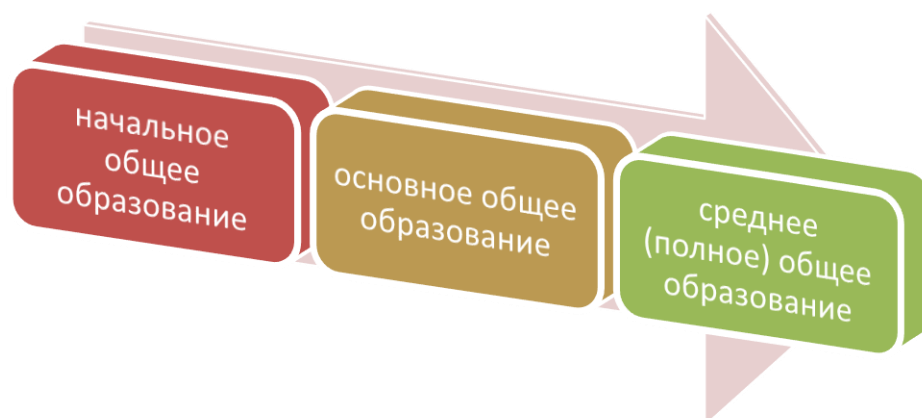 начальное
общее
образование
основное общее
образование
среднее
(полное) общее
образование